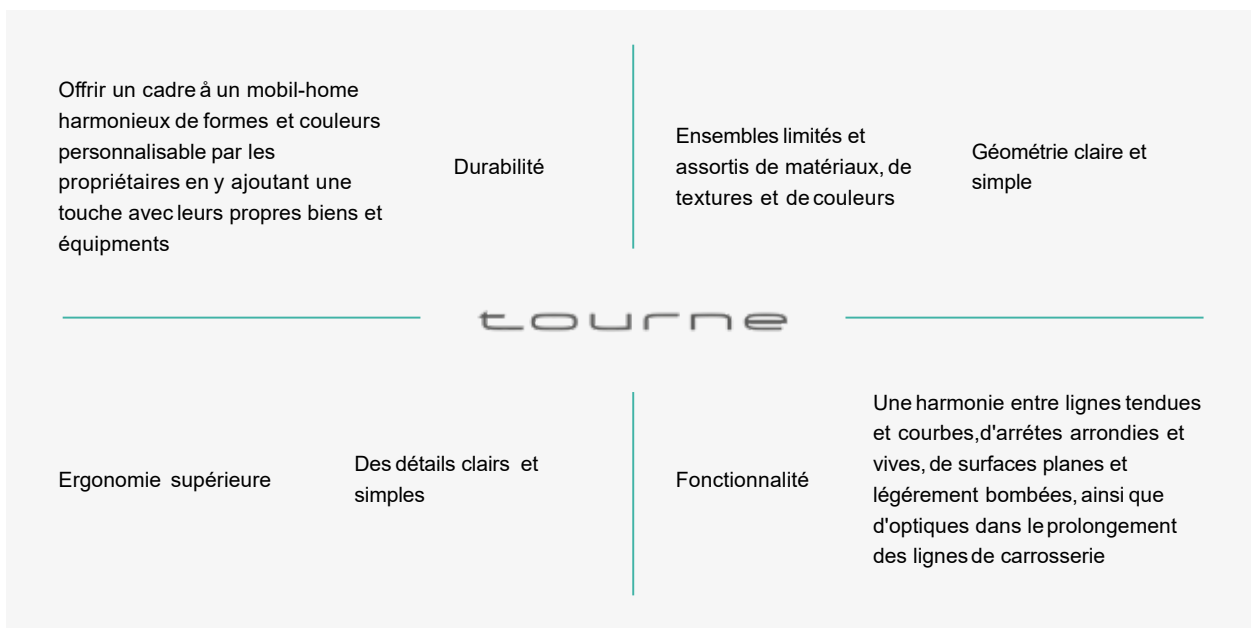 Offrir un cadre å un mobil-home
harmonieux de formes et couleurs
personnalisable par les
propriétaires en y ajoutant une
touche avec leurs propres biens et
équipments
Durabilité
Ensembles limités et
assortis de matériaux, de
textures et de couleurs
Géométrie claire et
simple
tourne
Ergonomie supérieure
Des détails clairs et
simples
Fonctionnalité
Une harmonie entre lignes tendues
et courbes,d'arrétes arrondies et
vives, de surfaces planes et
légérement bombées, ainsi que
d'optiques dans le prolongement
des lignes de carrosserie